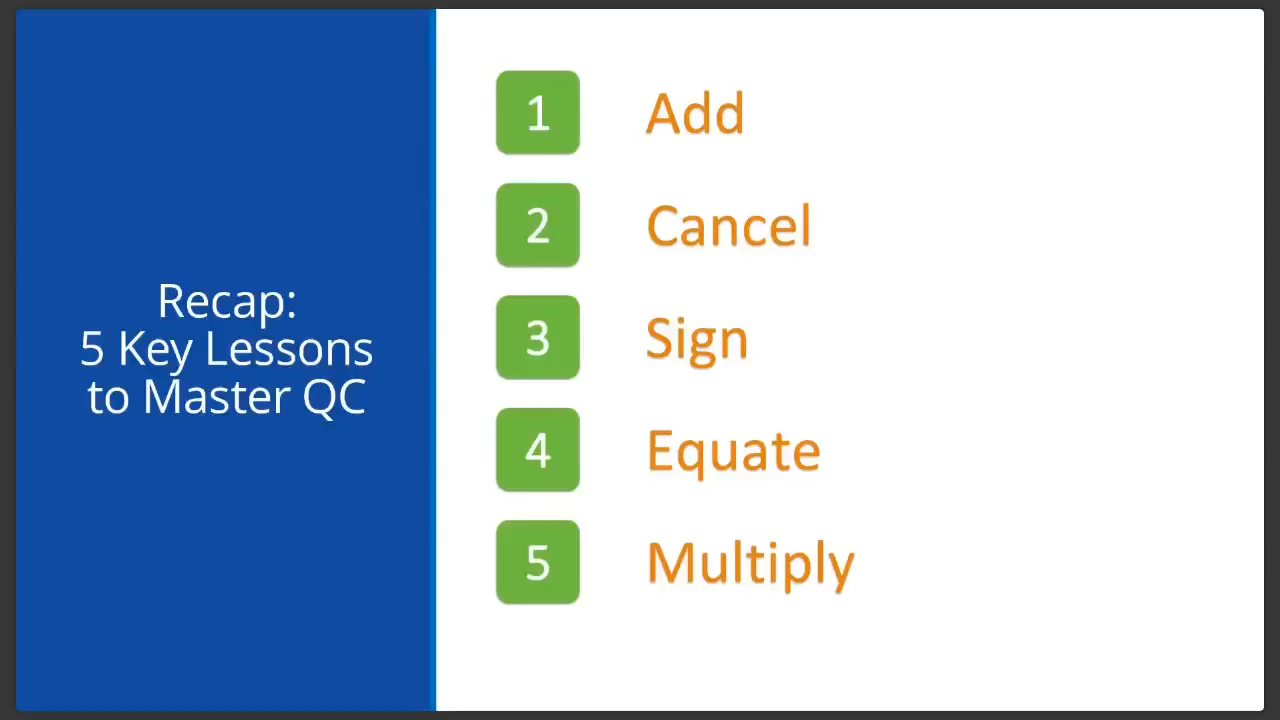 Recap:
5 Key Lessons
to Master QC
1 Add
2 Cancel
3 Sign
4 Equate
5 Multiply